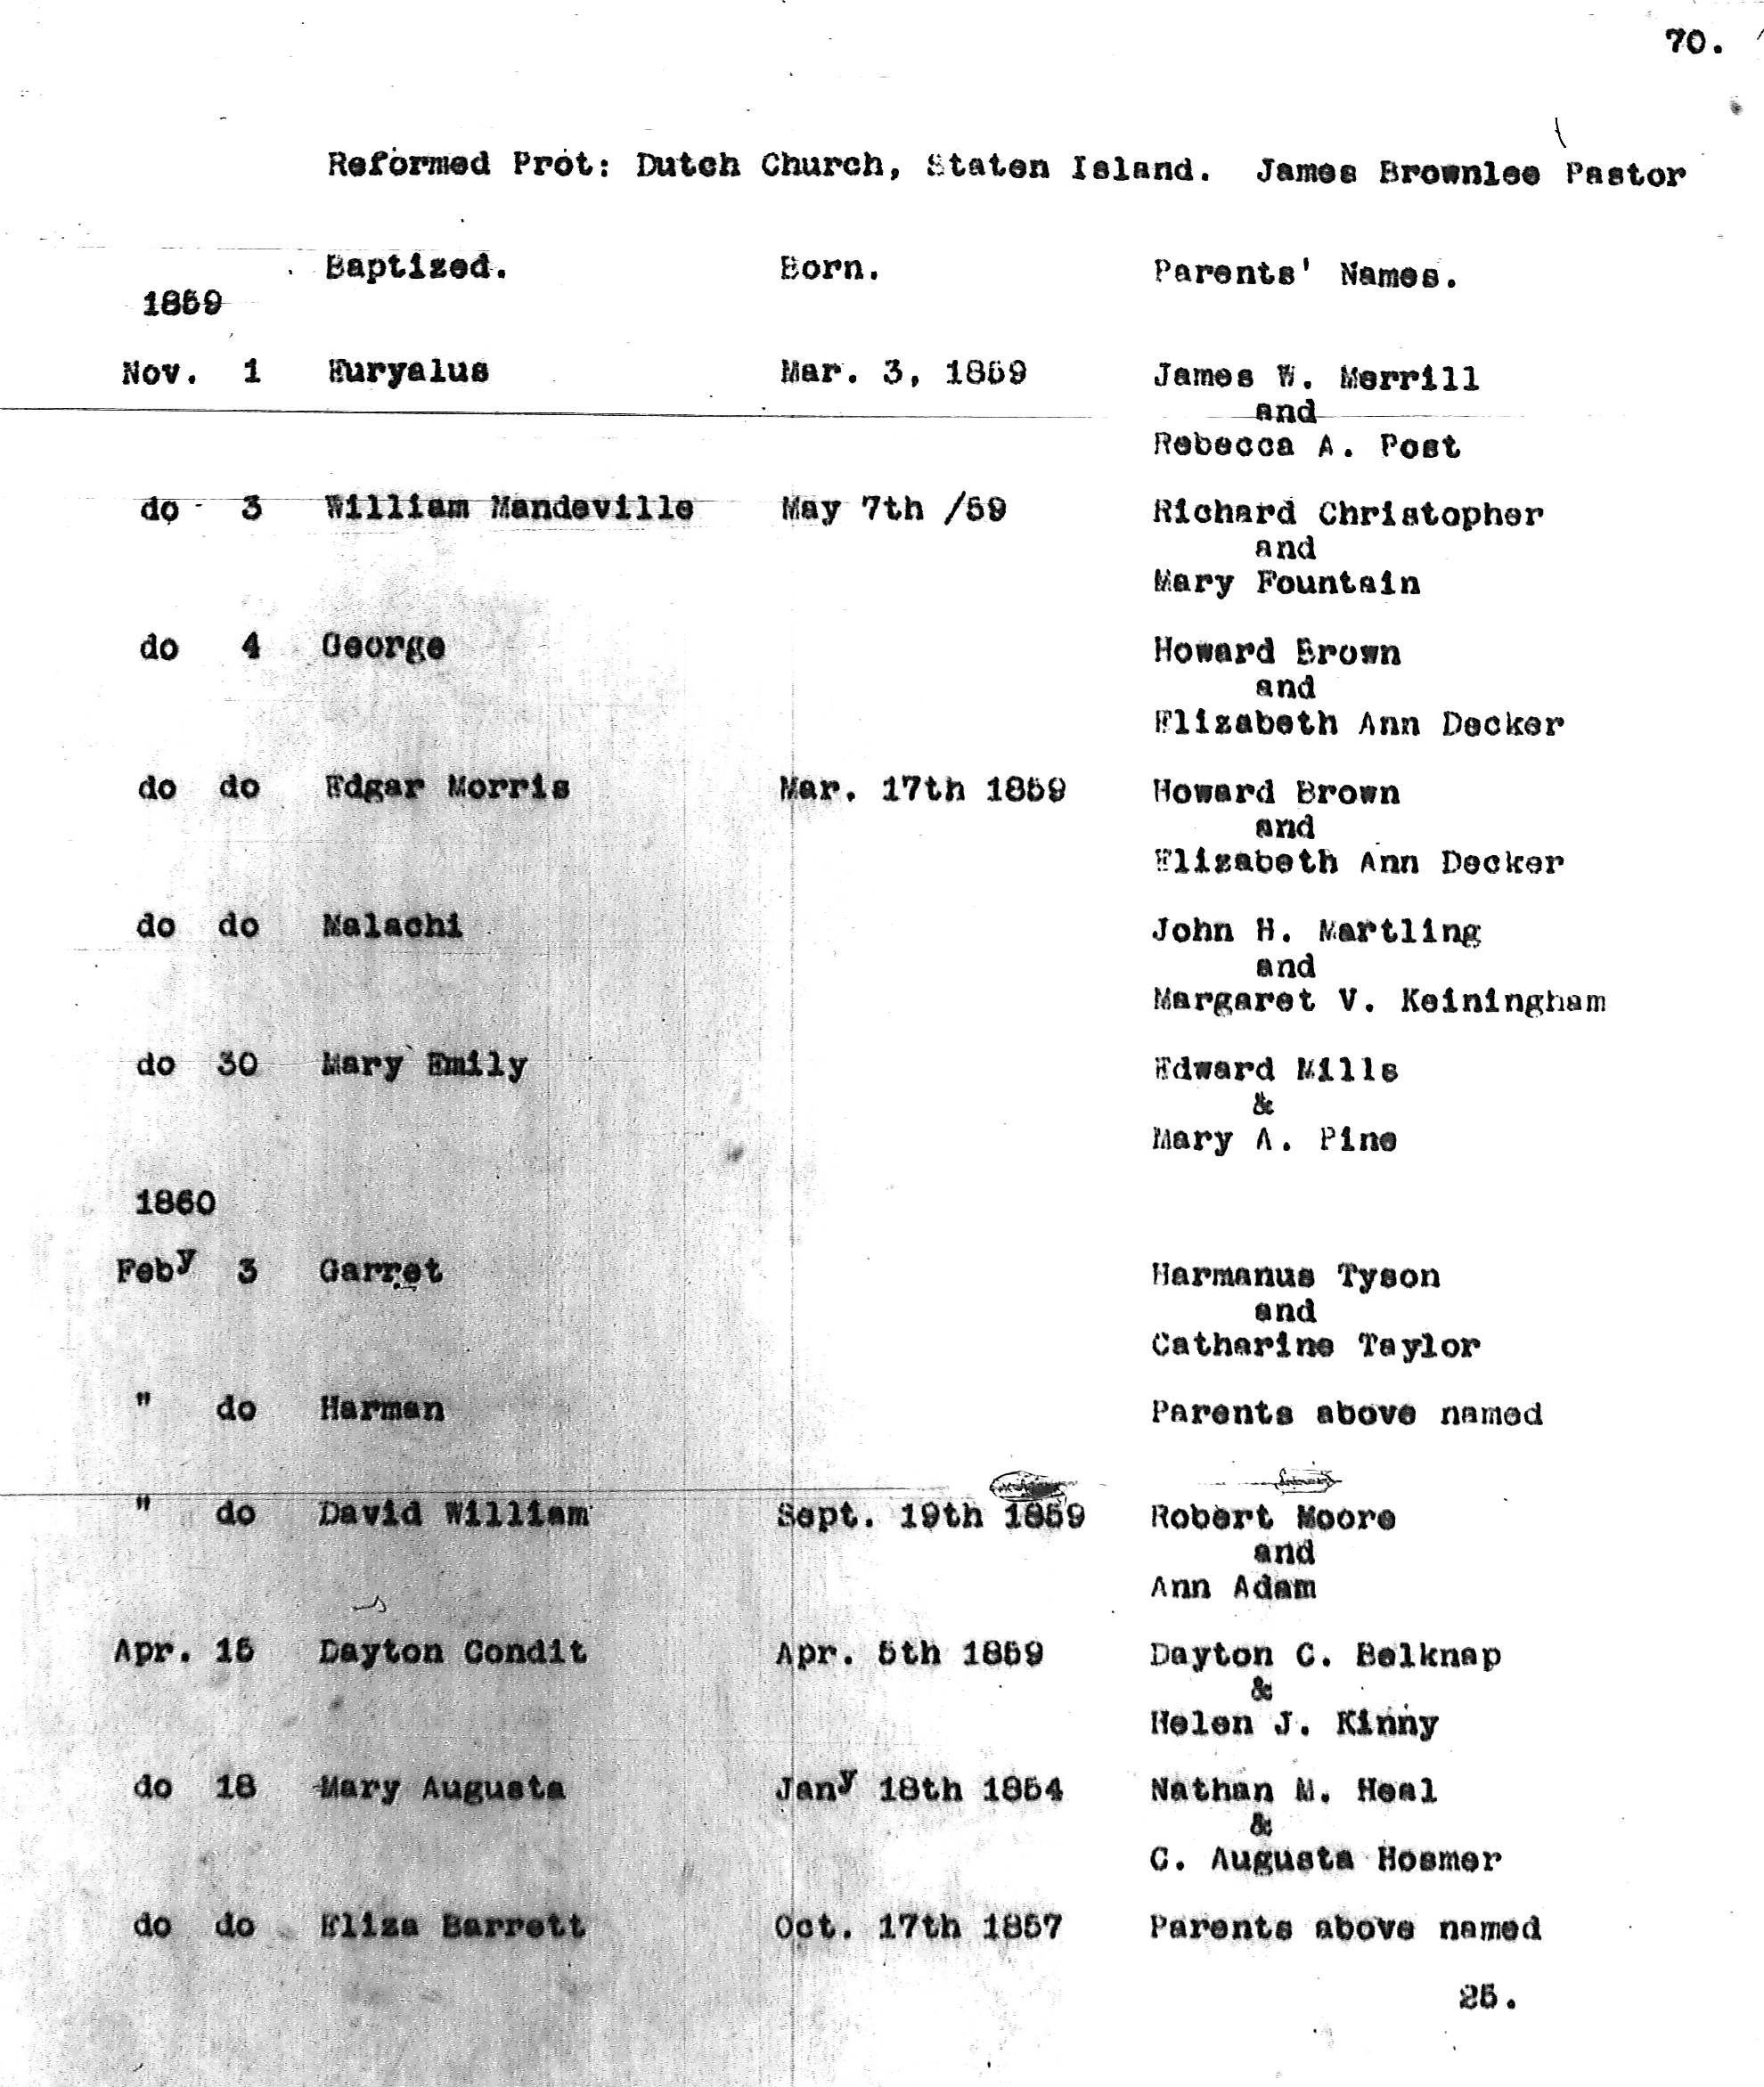 70.
Reformed Prot: Dutch Church, Staten Island. James Brownlee Pastor
Baptized. Born. Parents' Names.
1859
Nov. 1 Euryalus Mar. 3, 1859 James W. Merrill
and
Rebecca A. Post
do 3 William Mandeville May 7th /59 Richard Christopher
and
Mary Fountain
do 4 George Howard Brown
and
Elizabeth Ann Decker
do do Edgar Morris Mar. 17th 1859 Howard Brown
and
Elizabeth Ann Decker
do do Malachi John H. Martling
and
Margaret V. Keiningham
do 30 Mary Emily Edward Mills
&
Mary A. Pine
1860
Feby 3 Garret Harmanus Tyson
and
Catharine Taylor
" do Harman Parents above named
" do David William Sept. 19th 1859 Robert Moore
and
Ann Adam
Apr. 15 Dayton Condit Apr. 5th 1859 Dayton C. Belknap
&
Helen J. Kinny
do 18 Mary Augusta Jany 18th 1854 Nathan M. Heal
&
C. Augusta Hosmer
do do Eliza Barrett Oct. 17th 1857 Parents above named
25.